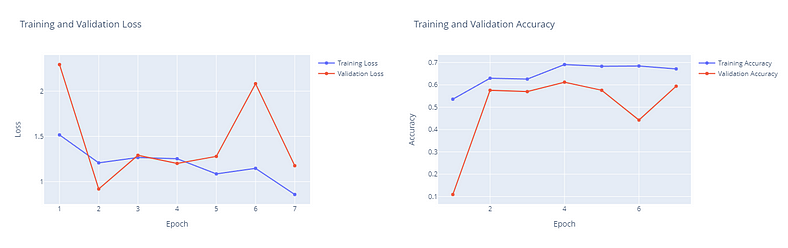 Training and Validation Loss
Training Loss
Validation Loss
2
1.5
1
Loss
1
2
3
4
5
6
7
Epoch
Training and Validation Accuracy
Training Accuracy
Validation Accuracy
0.7
0.6
0.5
0.4
0.3
0.2
0.1
Accuracy
2
4
6
Epoch